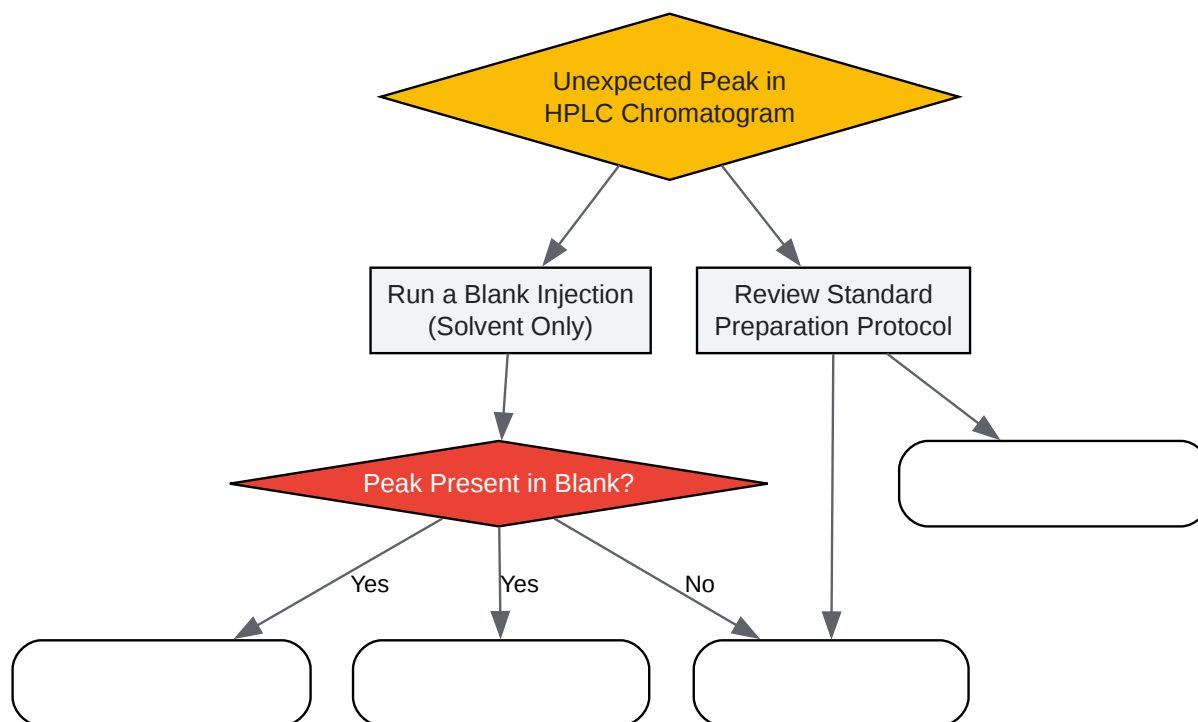 Unexpected Peak in
HPLC Chromatogram
Run a Blank Injection
(Solvent Only)
Review Standard
Preparation Protocol
Peak Present in Blank?
Yes
Yes
No